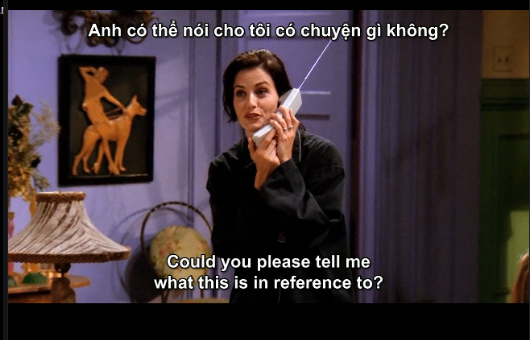 Anh có thể nói cho tôi có chuyện gì không?
Could you please tell me
what this is in reference to?